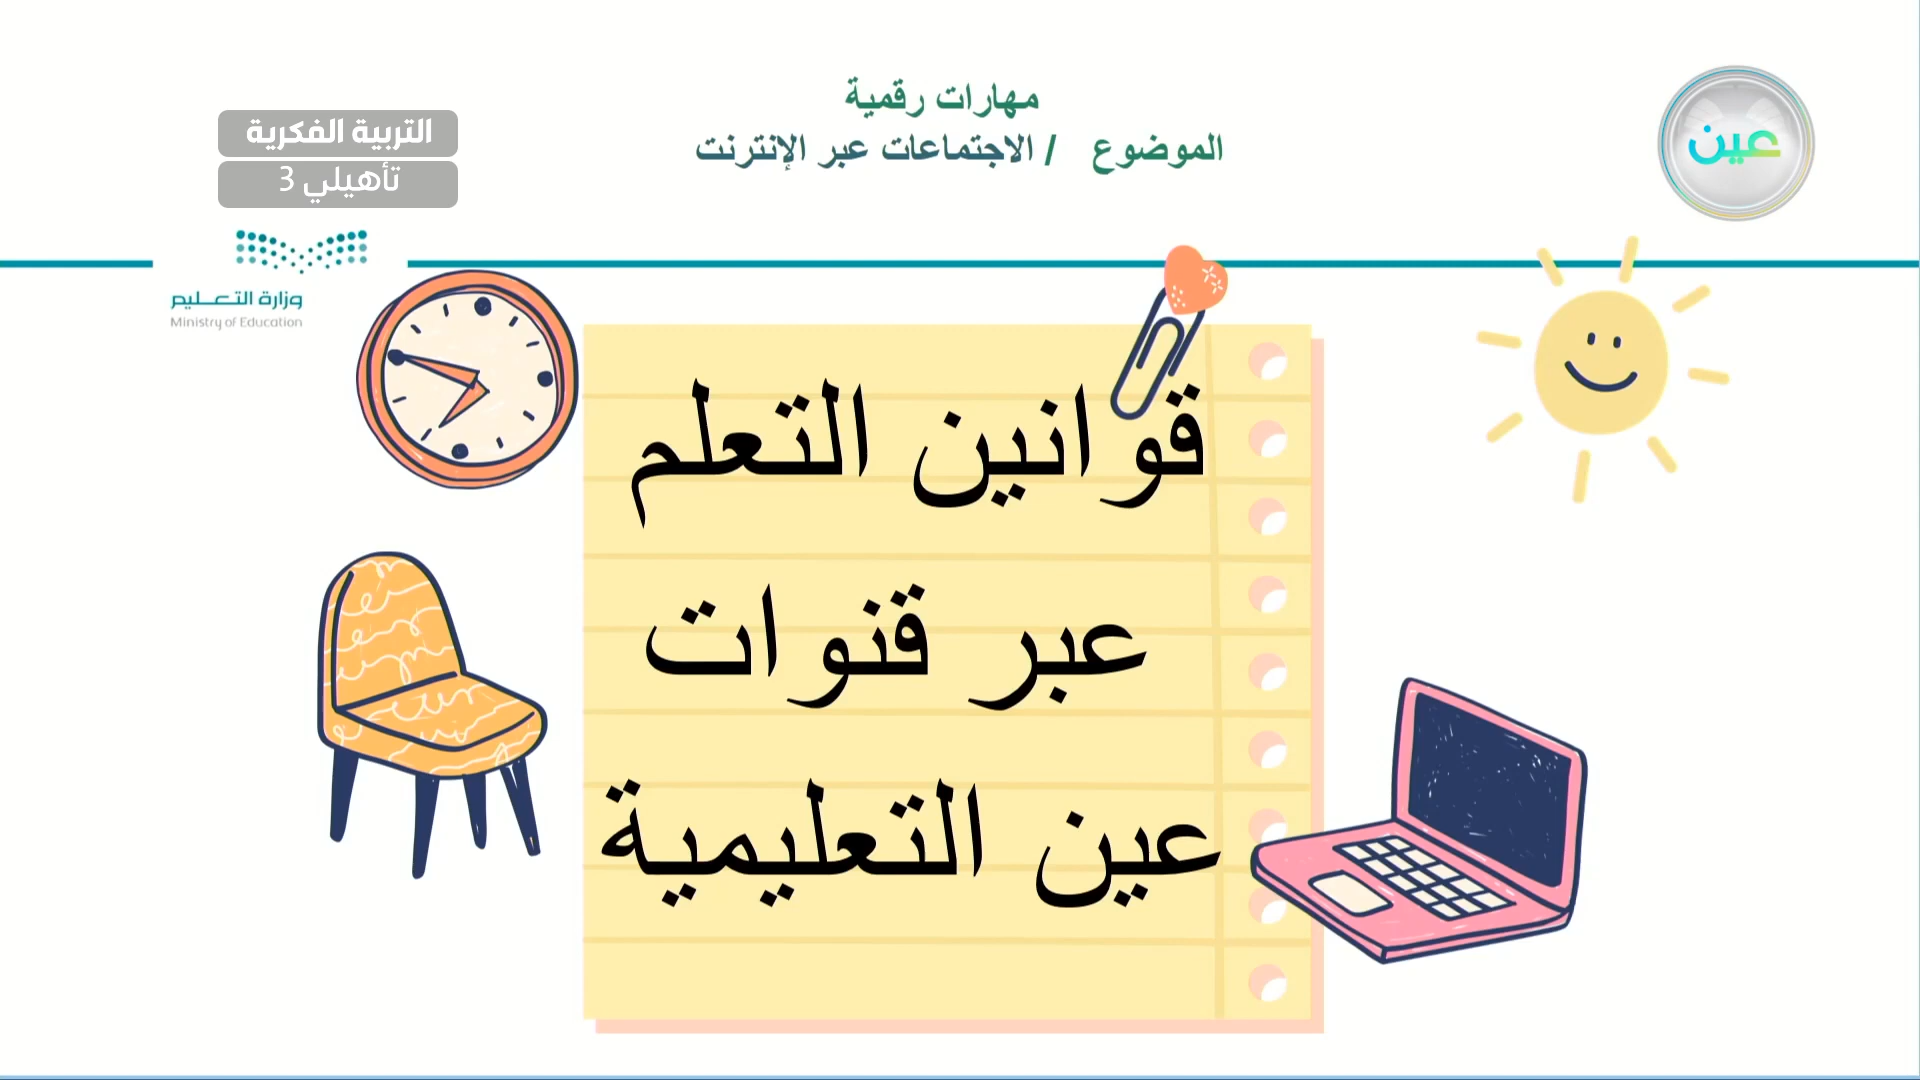 مهارات رقمية
الموضوع / الاجتماعات عبر الإنترنت
عين
التربية الفكرية
تأهيلي 3
وزارة التعليم
Ministry of Education
قوانين التعلم
عبر قنوات
عين التعليمية